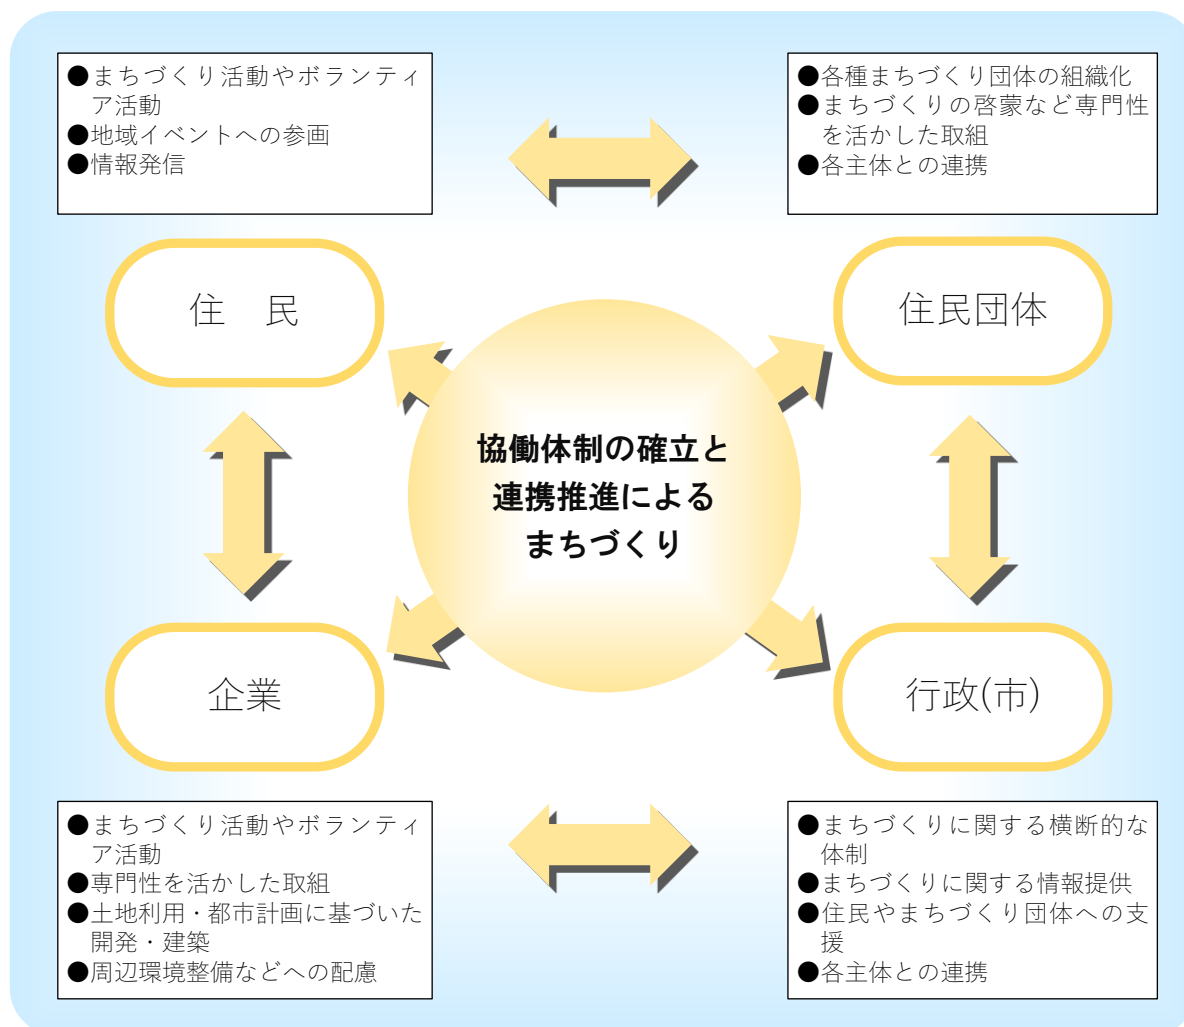 ●まちづくり活動やボランティ
ア活動
●地域イベントへの参画
●情報発信
●各種まちづくり団体の組織化
●まちづくりの啓蒙など専門性
を活かした取組
●各主体との連携
住　民
住民団体
協働体制の確立と
連携推進による
まちづくり
企業
行政(市)
●まちづくり活動やボランティ
ア活動
●専門性を活かした取組
●土地利用・都市計画に基づいた
開発・建築
●周辺環境整備などへの配慮
●まちづくりに関する横断的な
体制
●まちづくりに関する情報提供
●住民やまちづくり団体への支
援
●各主体との連携